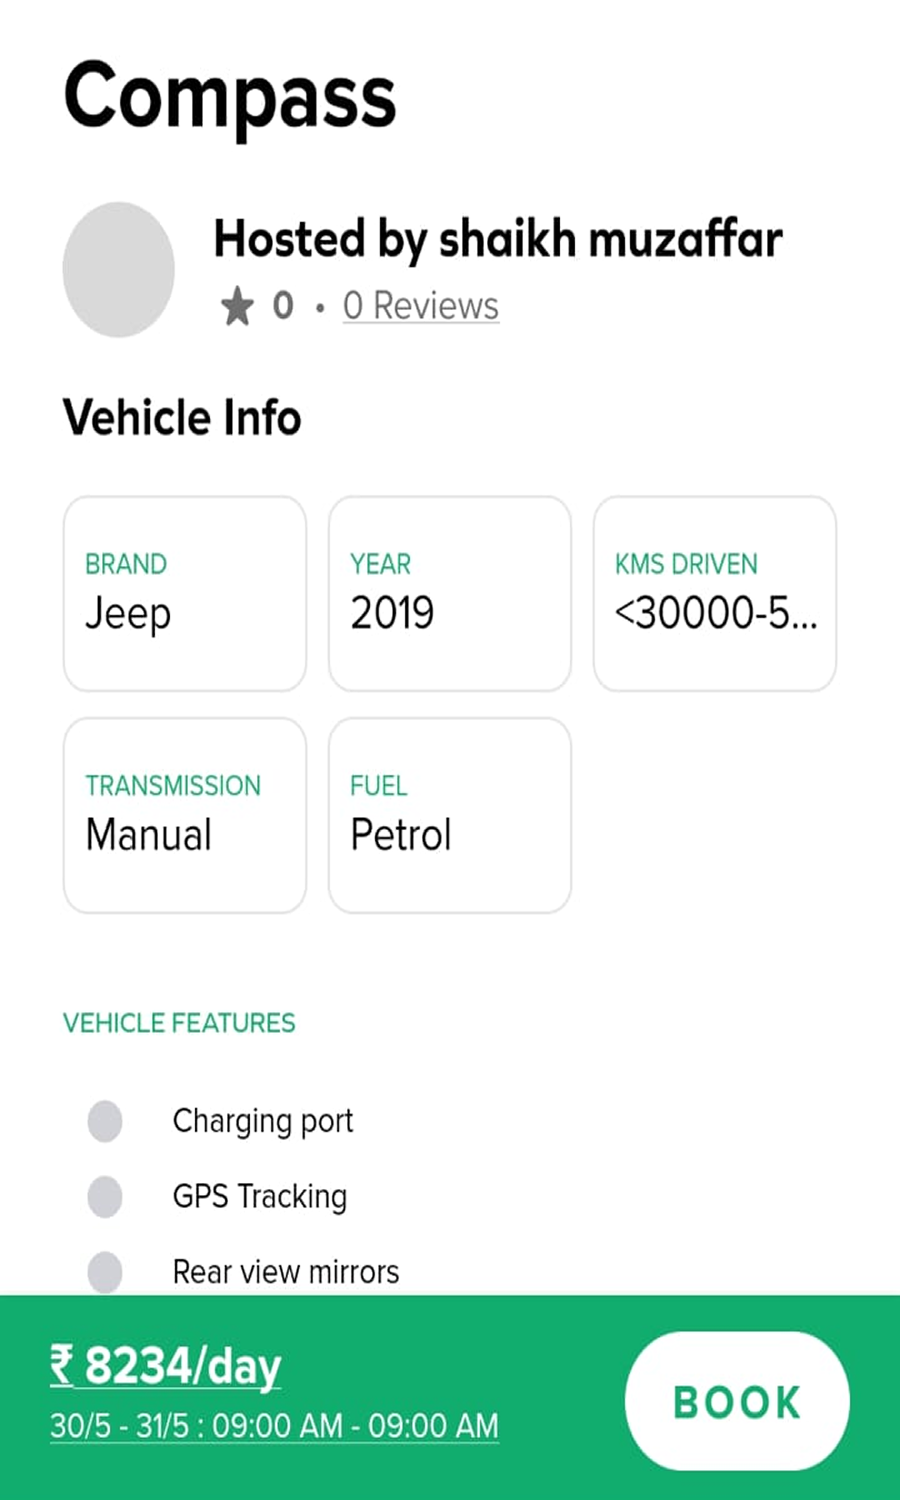 Compass
Hosted by shaikh muzaffar
★ 0 • 0 Reviews
Vehicle Info
BRAND
Jeep
YEAR
2019
KMS DRIVEN
<30000-5...
TRANSMISSION
Manual
FUEL
Petrol
VEHICLE FEATURES
Charging port
GPS Tracking
Rear view mirrors
₹ 8234/day
30/5 - 31/5 : 09:00 AM - 09:00 AM
BOOK